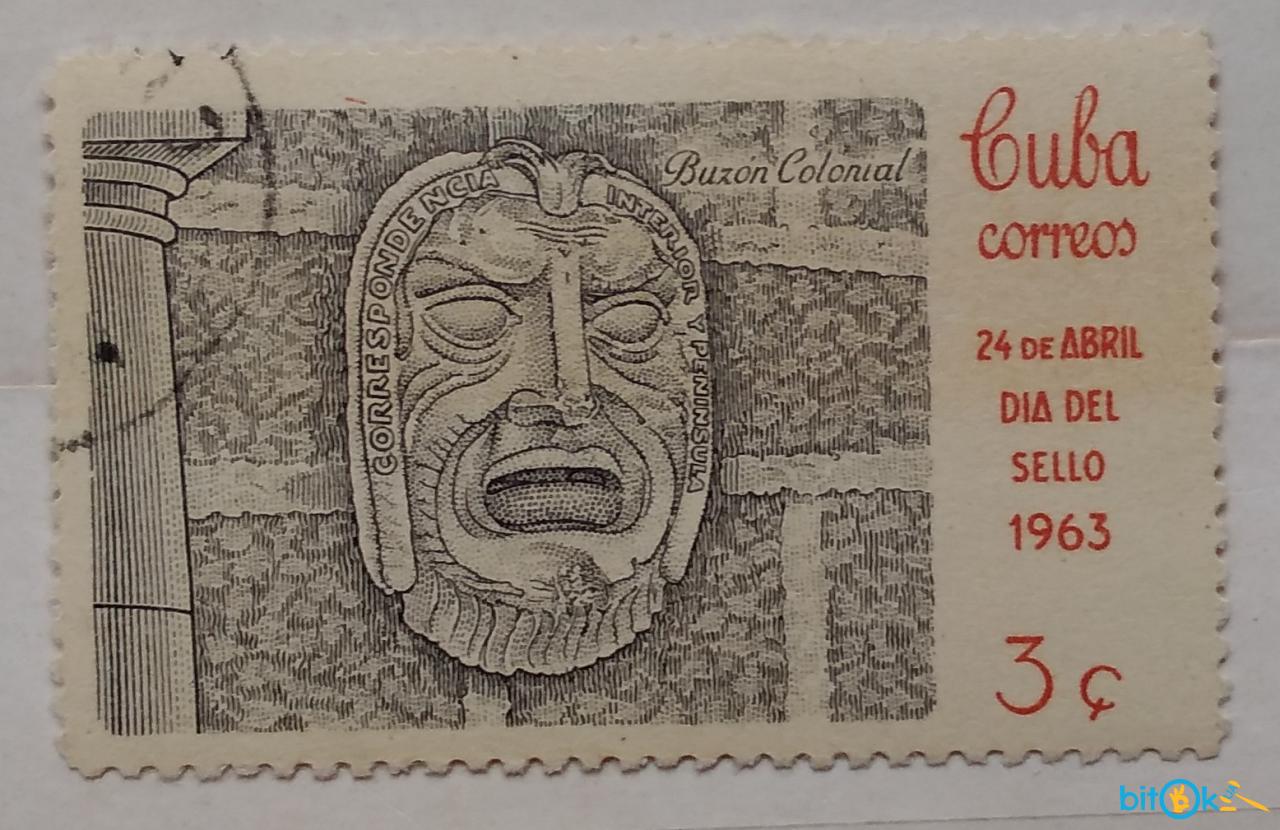 Cuba
correos
Buzón Colonial
CORRESPONDENCIA INTERIOR Y PENINSULA
24 DE ABRIL
DIA DEL
SELLO
1963
3 ¢
bitok